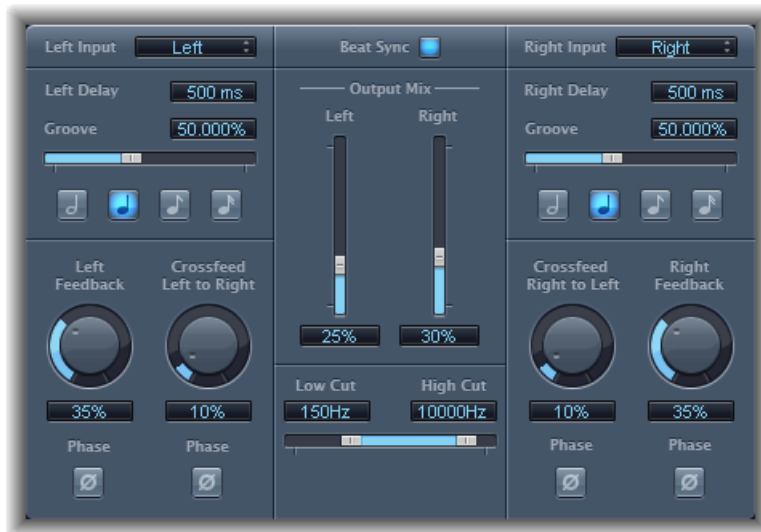 Left Input Left
Beat Sync
Right Input Right
Left Delay 500 ms
Groove 50.000%
Output Mix
Left Right
25% 30%
Right Delay 500 ms
Groove 50.000%
Left Feedback
35%
Phase
Crossfeed Left to Right
10%
Phase
Low Cut High Cut
150Hz 10000Hz
Crossfeed Right to Left
10%
Phase
Right Feedback
35%
Phase